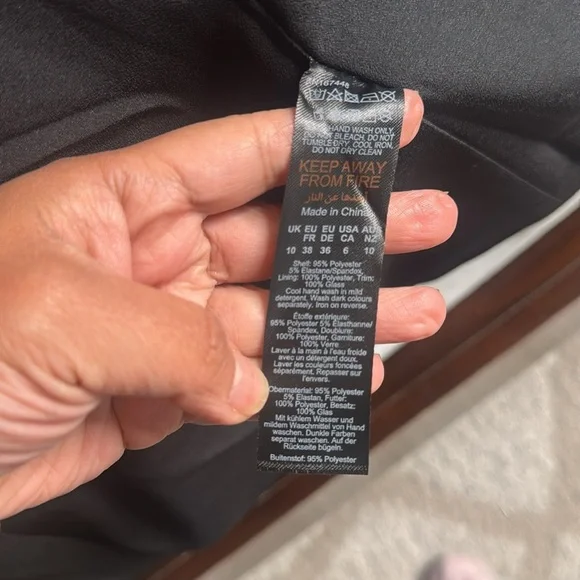 HAND WASH ONLY
DO NOT BLEACH, DO NOT
TUMBLE DRY, COOL IRON,
DO NOT DRY CLEAN
KEEP AWAY
FROM FIRE
أبعدها عن النار
Made in China
UK EU EU USA AU
FR DE CA NZ
10 38 36 6 10
Shell: 95% Polyester
5% Elastane/Spandex,
Lining: 100% Polyester, Trim:
100% Glass
Cool hand wash in mild
detergent. Wash dark colours
separately. Iron on reverse.
Étoffe extérieure:
95% Polyester 5% Élasthanne/
Spandex, Doublure:
100% Polyester, Garniture:
100% Verre
Laver à la main à l'eau froide
avec un détergent doux.
Laver les couleurs foncées
séparément. Repasser sur
l'envers.
Obermaterial: 95% Polyester
5% Elastan, Futter:
100% Polyester, Besatz:
100% Glas
Mit kühlem Wasser und
mildem Waschmittel von Hand
waschen. Dunkle Farben
separat waschen. Auf der
Rückseite bügeln.
Buitenstof: 95% Polyester